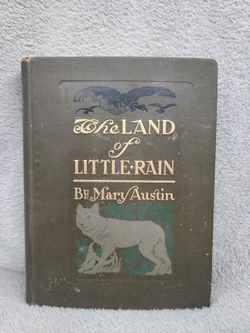 The LAND
of
LITTLE·RAIN
By Mary Austin